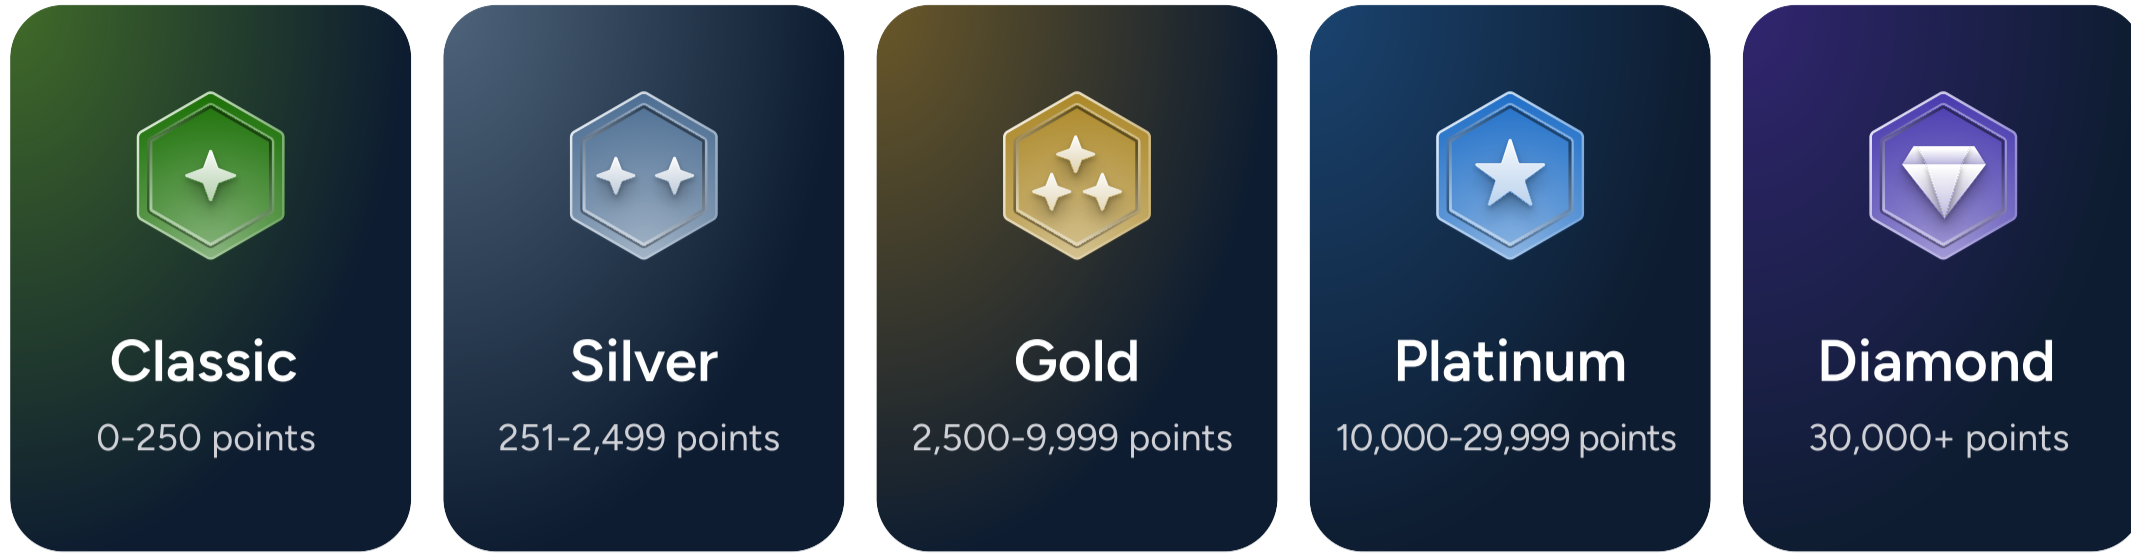 Classic
0-250 points
Silver
251-2,499 points
Gold
2,500-9,999 points
Platinum
10,000-29,999 points
Diamond
30,000+ points